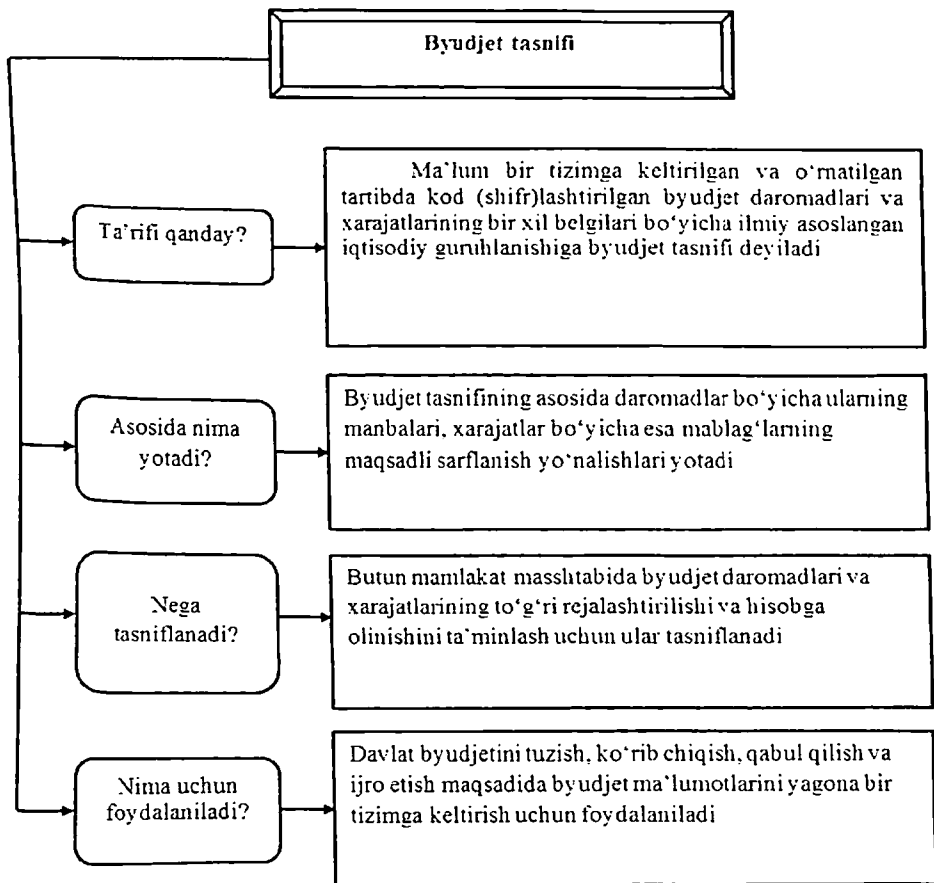 Byudjet tasnifi
Ta'rifi qanday?
Ma'lum bir tizimga keltirilgan va o'rnatilgan
tartibda kod (shifr)lashtirilgan byudjet daromadlari va
xarajatlarining bir xil belgilari bo'yicha ilmiy asoslangan
iqtisodiy guruhlanishiga byudjet tasnifi deyiladi
Asosida nima
yotadi?
Byudjet tasnifining asosida daromadlar bo'yicha ularning
manbalari, xarajatlar bo'yicha esa mablag'larning
maqsadli sarflanish yo'nalishlari yotadi
Nega
tasniflanadi?
Butun mamlakat masshtabida byudjet daromadlari va
xarajatlarining to'g'ri rejalashtirilishi va hisobga
olinishini ta'minlash uchun ular tasniflanadi
Nima uchun
foydalaniladi?
Davlat byudjetini tuzish, ko'rib chiqish, qabul qilish va
ijro etish maqsadida byudjet ma'lumotlarini yagona bir
tizimga keltirish uchun foydalaniladi